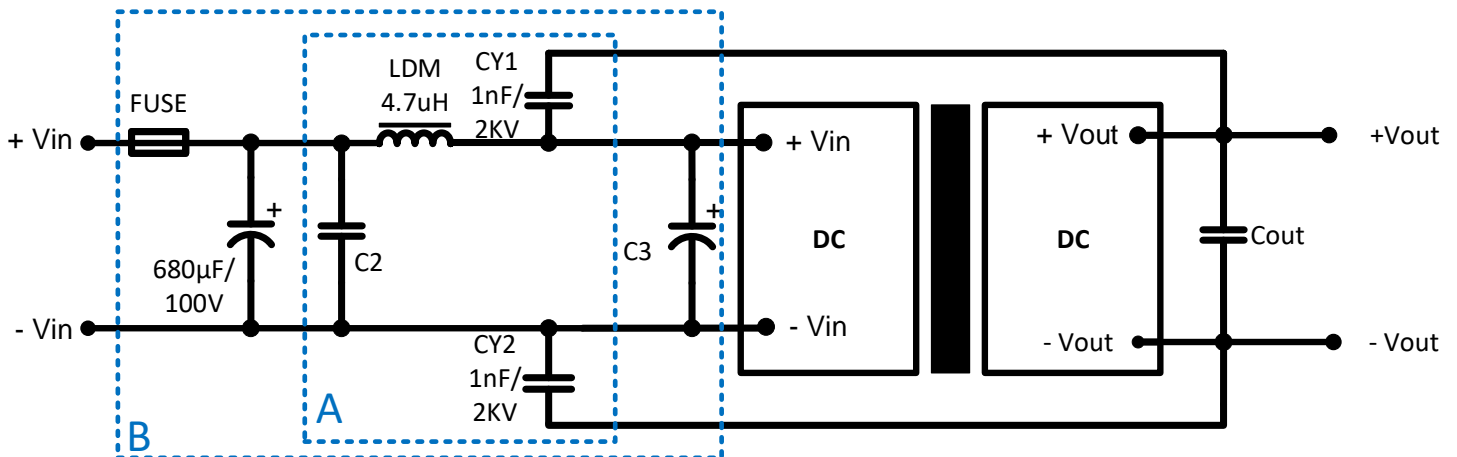 FUSE
LDM
4.7uH
CY1
1nF/
2KV
+ Vin
+ Vin
+ Vout
+Vout
+
680µF/
100V
C2
C3
+
DC
DC
Cout
- Vin
- Vin
- Vout
- Vout
CY2
1nF/
2KV
A
B